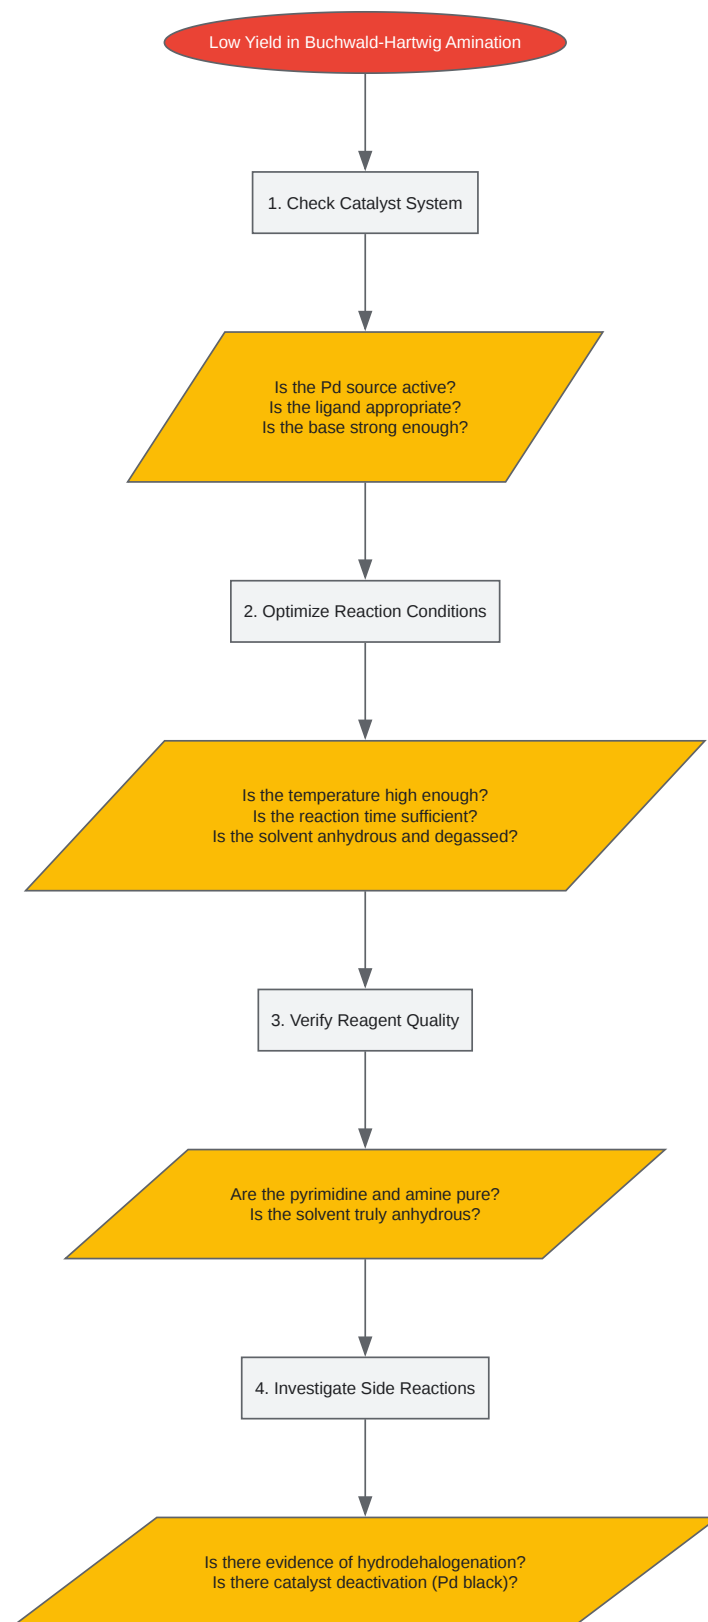 Low Yield in Buchwald-Hartwig Amination
1. Check Catalyst System
Is the Pd source active?
Is the ligand appropriate?
Is the base strong enough?
2. Optimize Reaction Conditions
Is the temperature high enough?
Is the reaction time sufficient?
Is the solvent anhydrous and degassed?
3. Verify Reagent Quality
Are the pyrimidine and amine pure?
Is the solvent truly anhydrous?
4. Investigate Side Reactions
Is there evidence of hydrodehalogenation?
Is there catalyst deactivation (Pd black)?